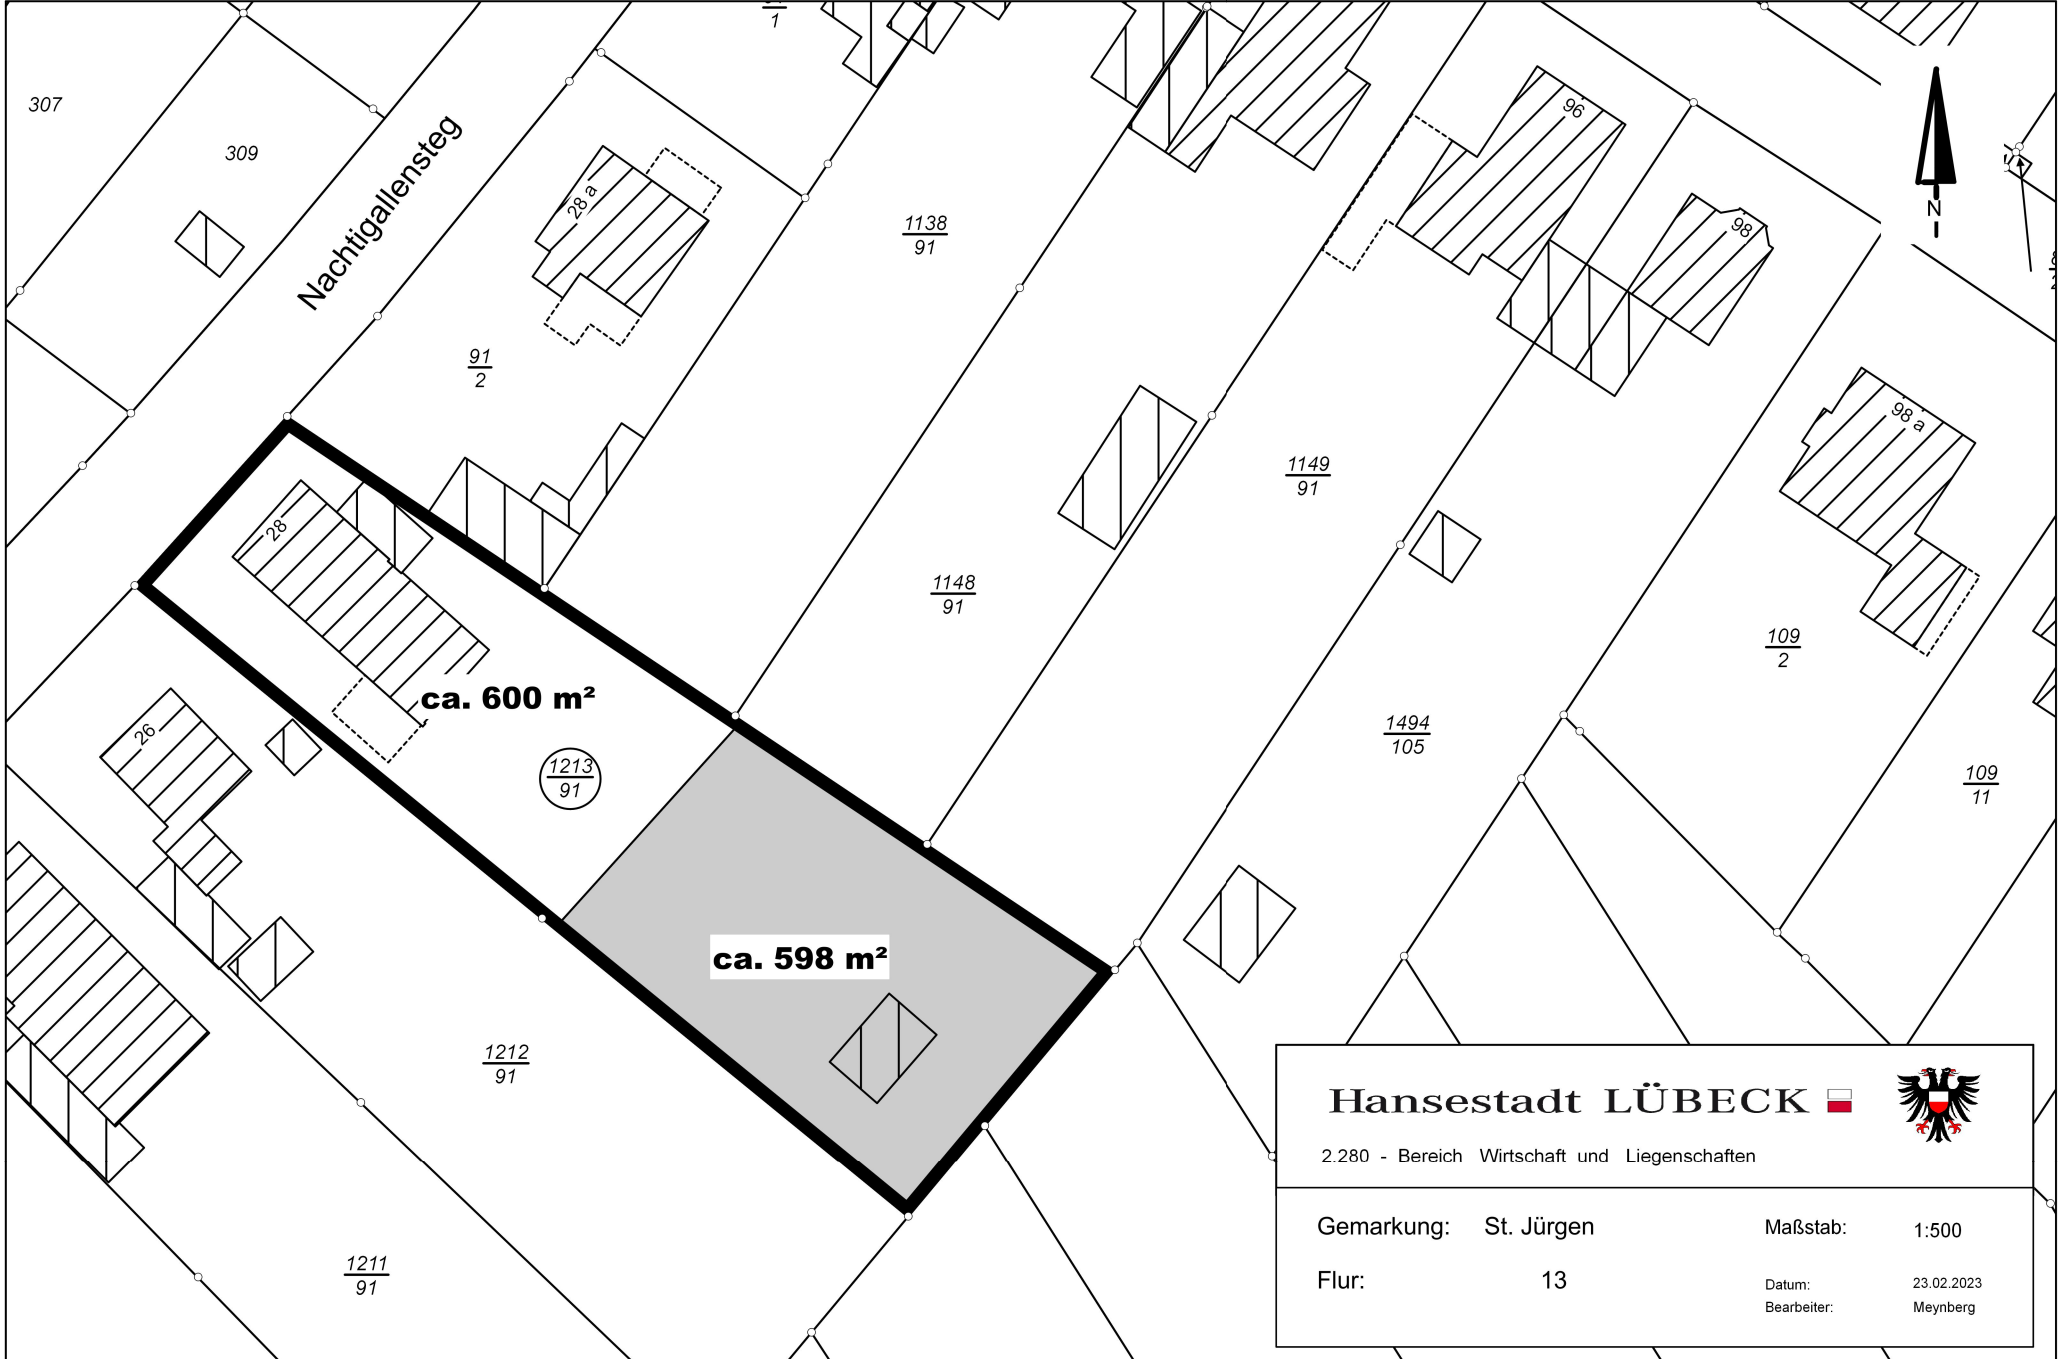 1
307
309
Nachtigallensteg
28 a
96
98
N
1138
91
91
2
98 a
1149
91
28
1148
91
109
2
ca. 600 m²
26
1494
105
1213
91
109
11
ca. 598 m²
1212
91
1211
91
Hansestadt LÜBECK
2.280 - Bereich Wirtschaft und Liegenschaften
Gemarkung: St. Jürgen
Maßstab: 1:500
Flur: 13
Datum: 23.02.2023
Bearbeiter: Meynberg